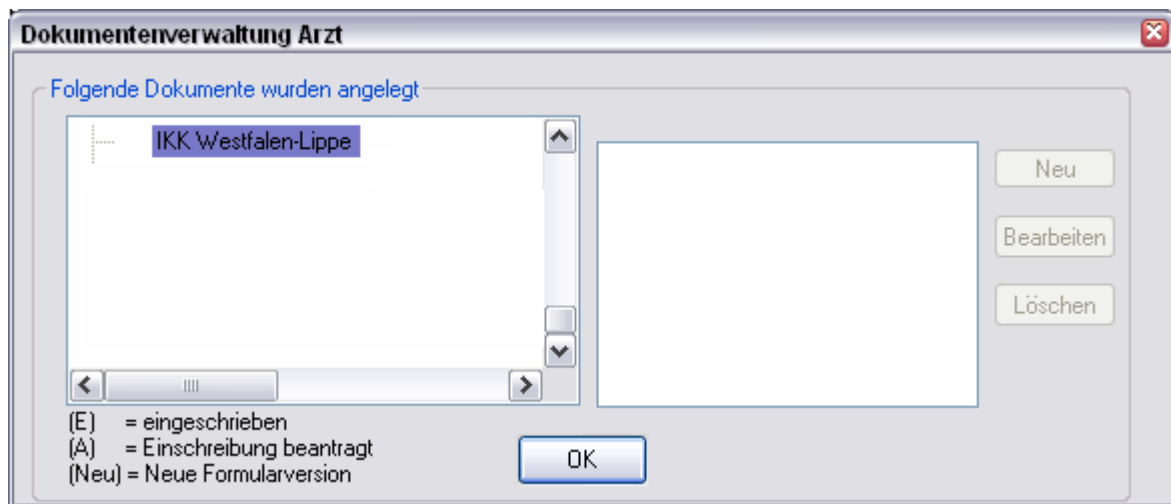 Dokumentenverwaltung Arzt
Folgende Dokumente wurden angelegt
IKK Westfalen-Lippe
Neu
Bearbeiten
Löschen
(E) = eingeschrieben
(A) = Einschreibung beantragt
(Neu) = Neue Formularversion
OK